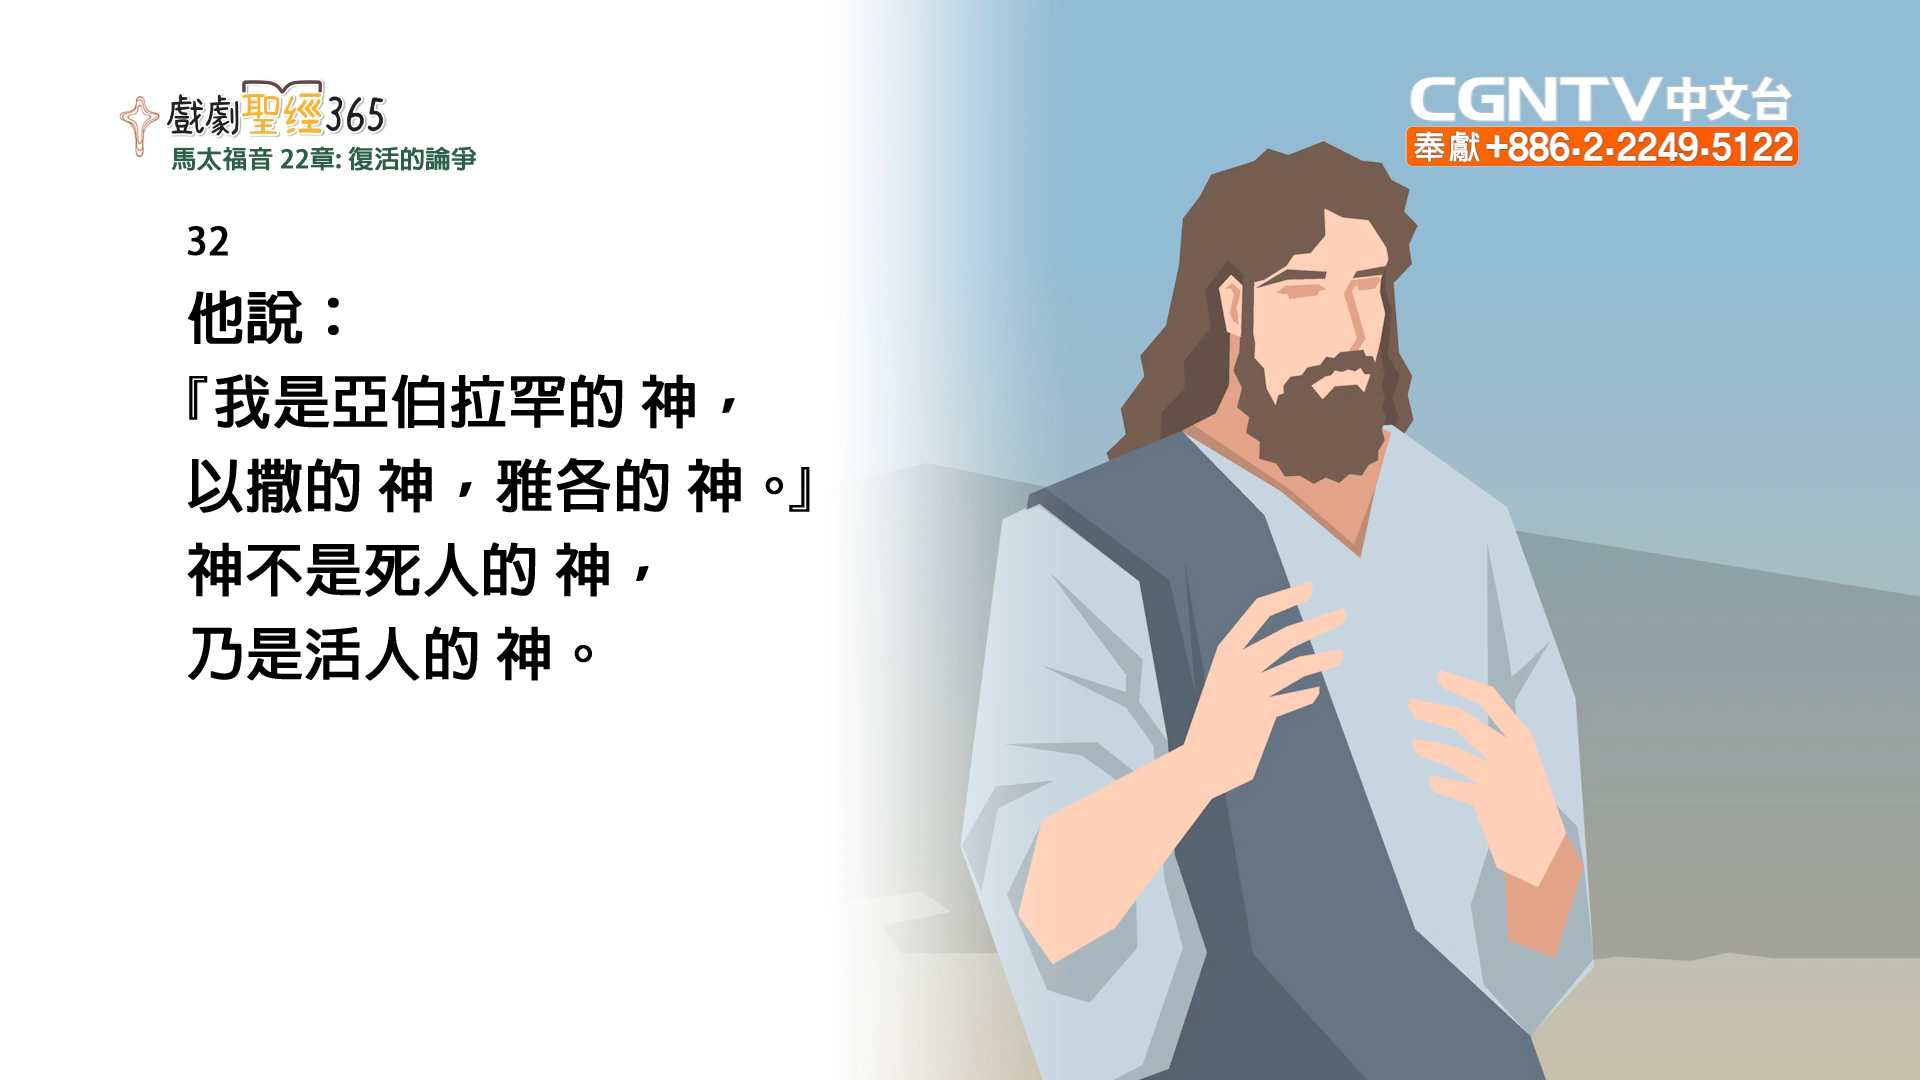 戲劇聖經365
馬太福音 22章: 復活的論爭
CGNTV中文台
奉獻 +886·2·2249·5122
32
他說：
『我是亞伯拉罕的 神，
以撒的 神，雅各的 神。』
神不是死人的 神，
乃是活人的 神。